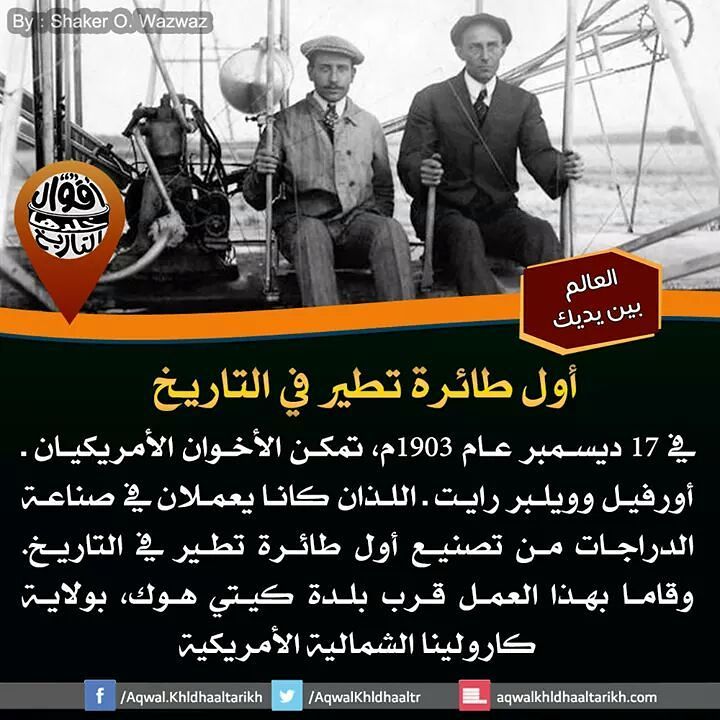 By : Shaker O. Wazwaz
أقوال
خلدها
التاريخ
العالم
بين يديك
أول طائرة تطير في التاريخ
في 17 ديسمبر عام 1903م، تمكن الأخوان الأمريكيان .
أورفيل وويلبر رايت . اللذان كانا يعملان في صناعة
الدراجات من تصنيع أول طائرة تطير في التاريخ.
وقاما بهذا العمل قرب بلدة كيتي هوك، بولاية
كارولينا الشمالية الأمريكية
/Aqwal.Khldhaaltarikh
/AqwalKhldhaaltr
aqwalkhldhaaltarikh.com